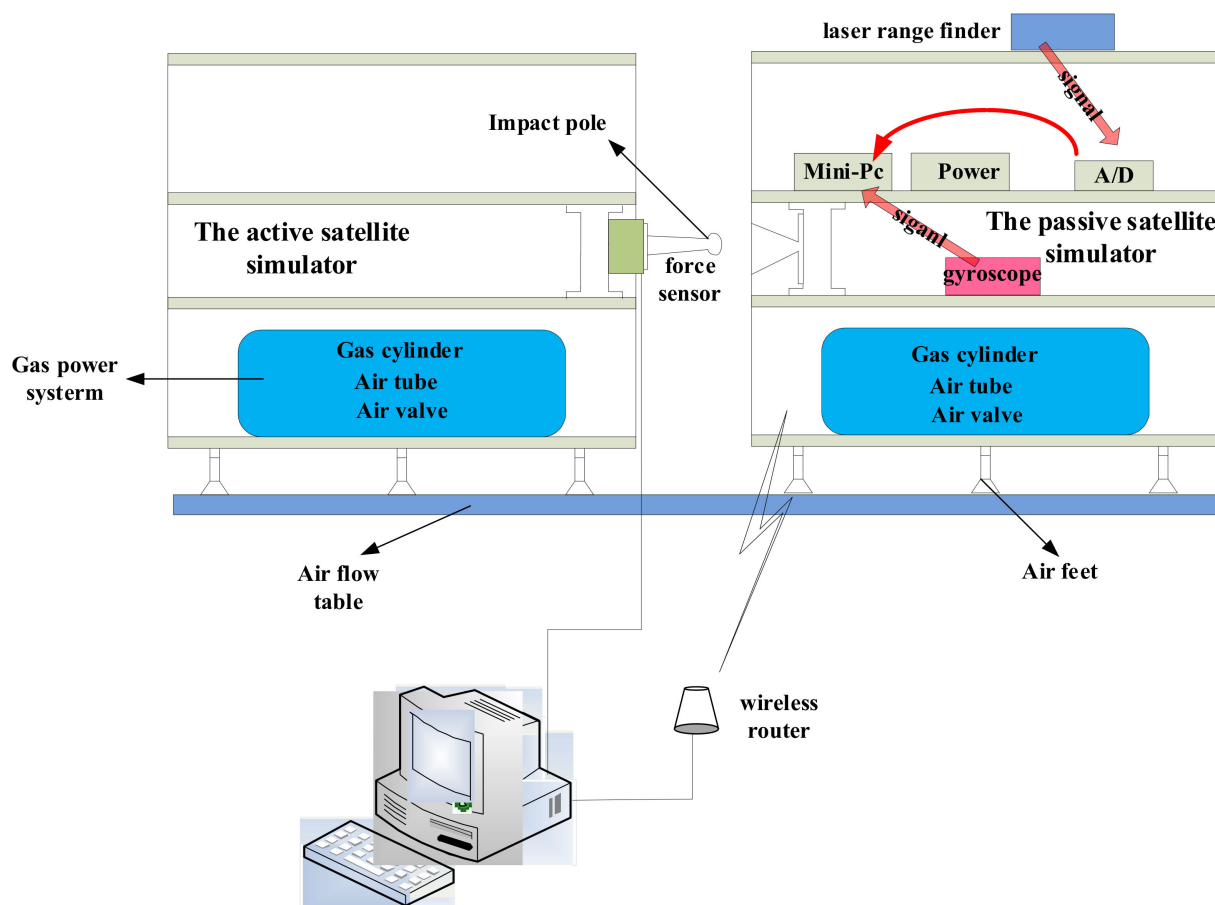 laser range finder
signal
Impact pole
Mini-Pc
Power
A/D
The active satellite
simulator
siganl
The passive satellite
simulator
force
sensor
gyroscope
Gas power
systerm
Gas cylinder
Air tube
Air valve
Gas cylinder
Air tube
Air valve
Air flow
table
Air feet
wireless
router